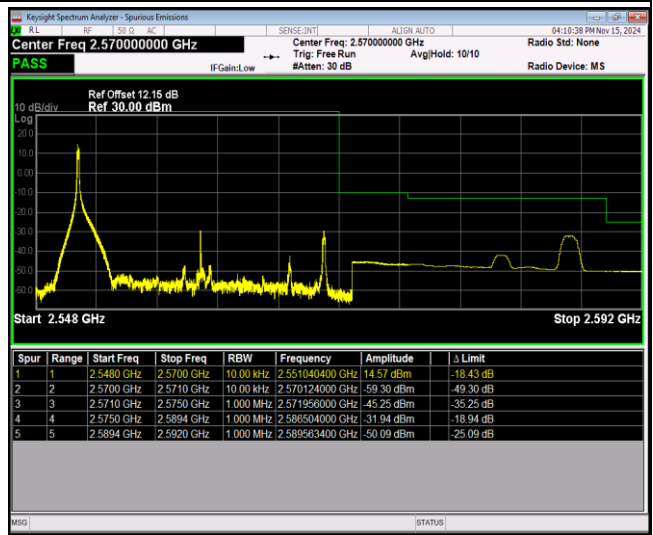 Keysight Spectrum Analyzer - Spurious Emissions
RL RF 50 Ω AC SENSE:INT ALIGN AUTO 04:10:38 PM Nov 15, 2024
Center Freq 2.570000000 GHz Center Freq: 2.570000000 GHz Radio Std: None
Trig: Free Run Avg|Hold: 10/10
PASS IFGain:Low #Atten: 30 dB Radio Device: MS
Ref Offset 12.15 dB
10 dB/div Ref 30.00 dBm
Log
20.0
10.0
0.00
-10.0
-20.0
-30.0
-40.0
-50.0
-60.0
Start 2.548 GHz Stop 2.592 GHz
Spur Range Start Freq Stop Freq RBW Frequency Amplitude Δ Limit
1 1 2.5480 GHz 2.5700 GHz 10.00 kHz 2.551040400 GHz 14.57 dBm -18.43 dB
2 2 2.5700 GHz 2.5710 GHz 10.00 kHz 2.570124000 GHz -59.30 dBm -49.30 dB
3 3 2.5710 GHz 2.5750 GHz 1.000 MHz 2.571956000 GHz -45.25 dBm -35.25 dB
4 4 2.5750 GHz 2.5894 GHz 1.000 MHz 2.586504000 GHz -31.94 dBm -18.94 dB
5 5 2.5894 GHz 2.5920 GHz 1.000 MHz 2.589563400 GHz -50.09 dBm -25.09 dB
MSG STATUS